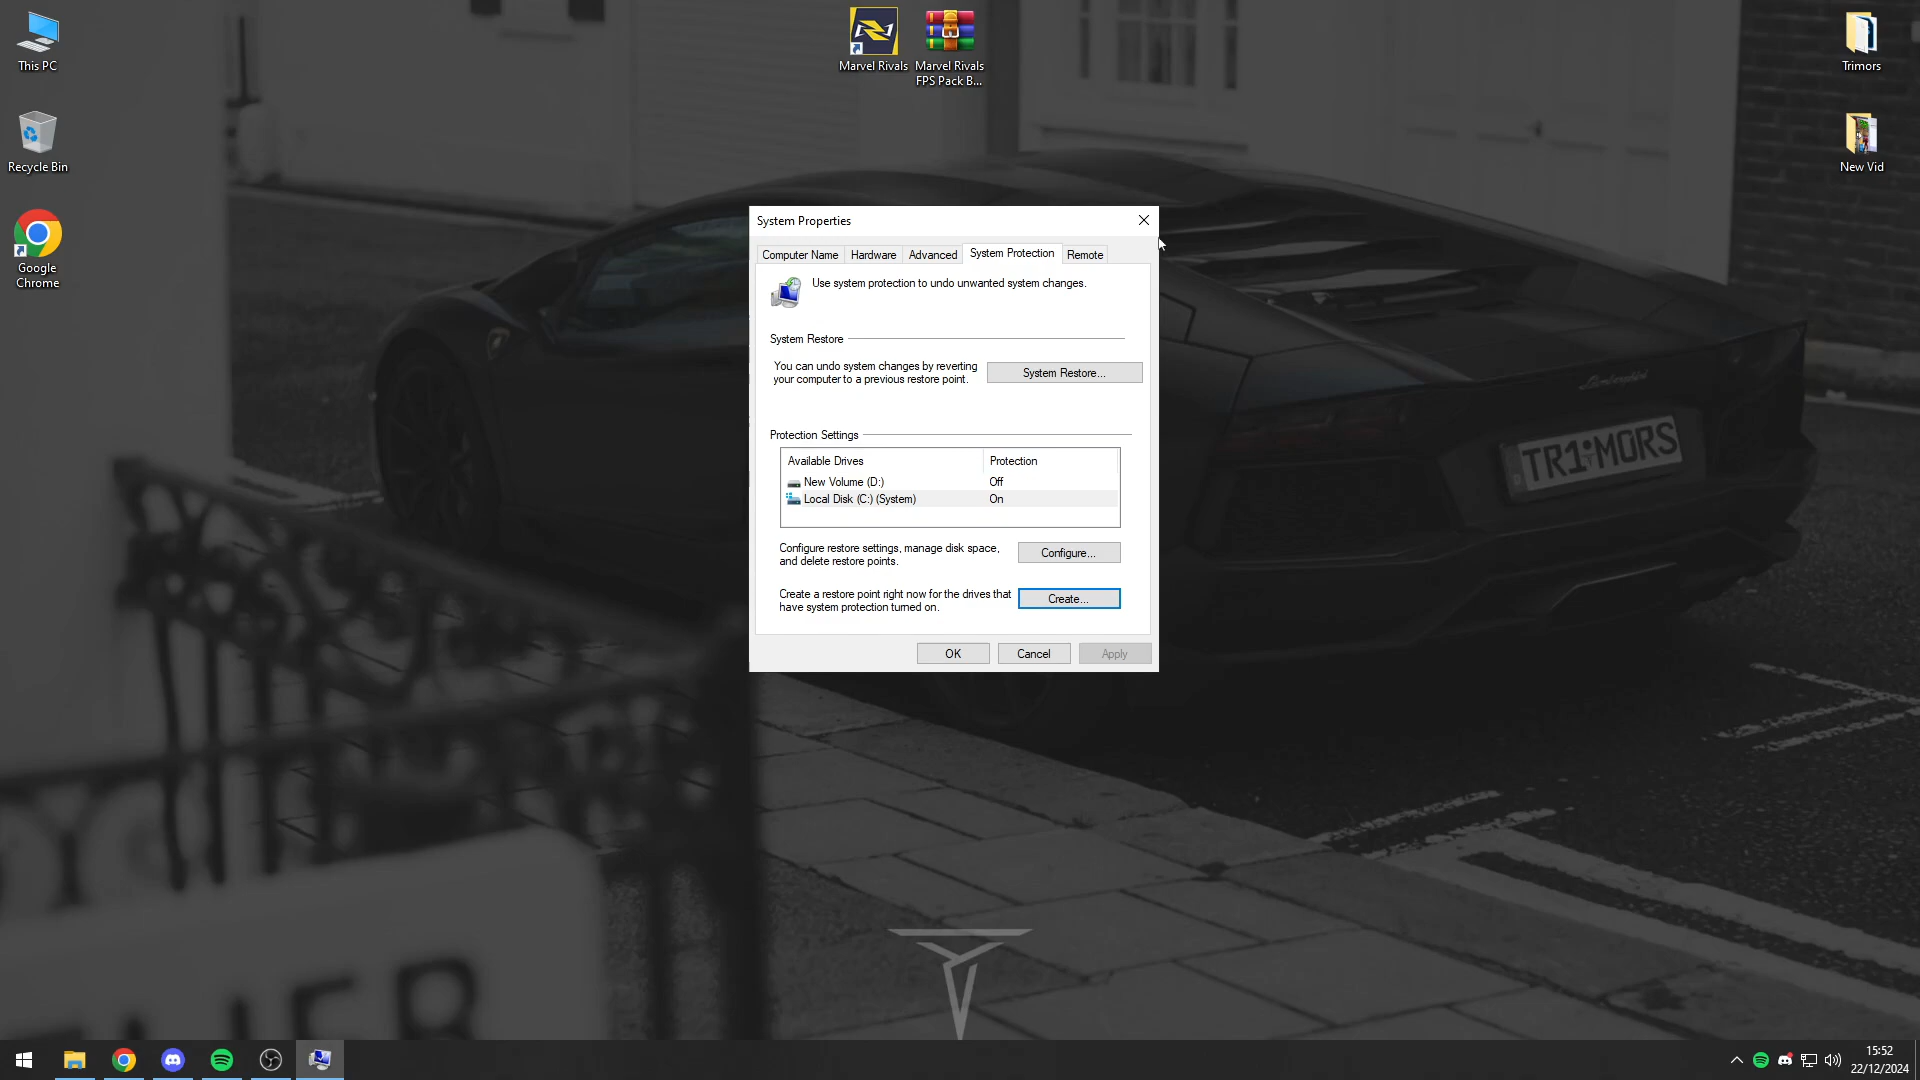 This PC
Recycle Bin
Google
Chrome
Marvel Rivals
Marvel Rivals
FPS Pack B...
Trimors
New Vid
System Properties
Computer Name
Hardware
Advanced
System Protection
Remote
Use system protection to undo unwanted system changes.
System Restore
You can undo system changes by reverting
your computer to a previous restore point.
System Restore...
Protection Settings
Available Drives
Protection
New Volume (D:)
Off
Local Disk (C:) (System)
On
Configure restore settings, manage disk space,
and delete restore points.
Configure...
Create a restore point right now for the drives that
have system protection turned on.
Create...
OK
Cancel
Apply
Lamborghini
TR1 MORS
15:52
22/12/2024